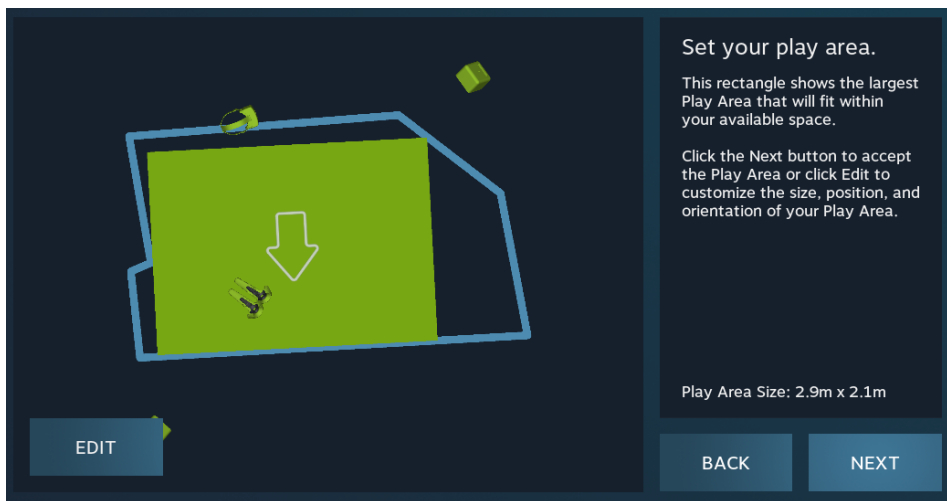 Set your play area.
This rectangle shows the largest
Play Area that will fit within
your available space.
Click the Next button to accept
the Play Area or click Edit to
customize the size, position, and
orientation of your Play Area.
Play Area Size: 2.9m x 2.1m
EDIT
BACK
NEXT